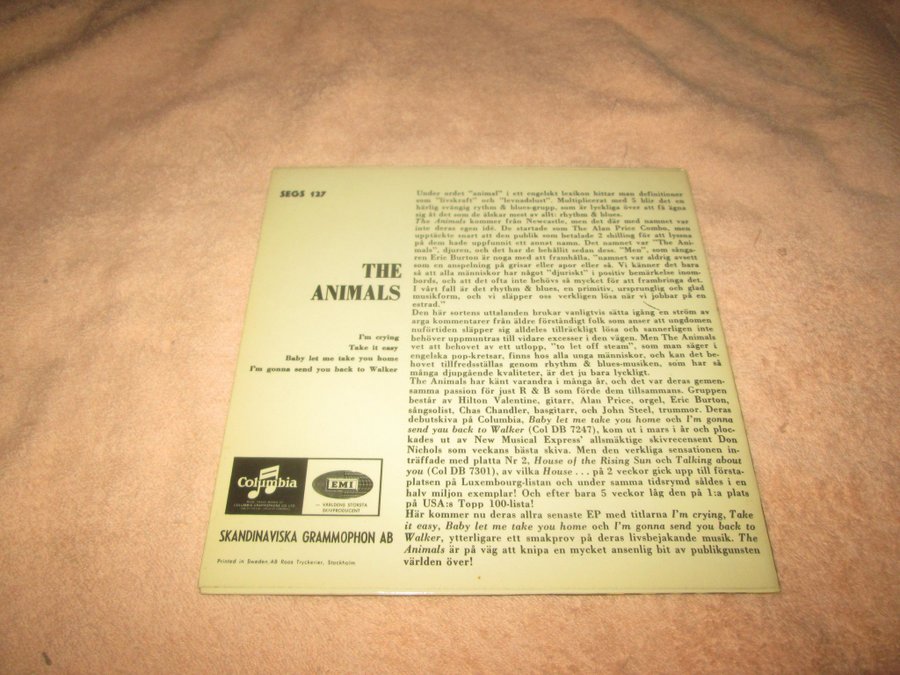 SEGS 137
THE
ANIMALS
I'm crying
Take it easy
Baby let me take you home
I'm gonna send you back to Walker
Under ordet "animal" i ett engelskt lexikon hittar man definitioner
som "livskraft" och "levnadslust". Multiplicerat med 5 blir det en
härlig svängig rythm & blues-grupp, som är lyckliga över att få ägna
sig åt det som de älskar mest av allt: rhythm & blues.
The Animals kommer från Newcastle, men det där med namnet var
inte deras egen idé. De startade som The Alan Price Combo, men
upptäckte snart att den publik som betalade 2 shilling för att lyssna
på dem hade uppfunnit ett annat namn. Det namnet var "The Ani-
mals", djuren, och det har de behållit sedan dess. "Men", som sånga-
ren Eric Burton är noga med att framhålla, "namnet var aldrig avsett
som en anspelning på grisar eller apor eller så. Vi känner det bara
så att alla människor har något "djuriskt" i positiv bemärkelse inom-
bords, och att det ofta inte behövs så mycket för att frambringa det.
I vårt fall är det rhythm & blues, en primitiv, ursprunglig och glad
musikform, och vi släpper oss verkligen lösa när vi jobbar på en
estrad."
Den här sortens uttalanden brukar vanligtvis sätta igång en ström av
arga kommentarer från äldre förståndigt folk som anser att ungdomen
nuförtiden släpper sig alldeles tillräckligt lösa och sannerligen inte
behöver uppmuntras till vidare excesser i den vägen. Men The Animals
vet att behovet av ett utlopp, "to let off steam", som man säger i
engelska pop-kretsar, finns hos alla unga människor, och kan det be-
hovet tillfredsställas genom rhythm & blues-musiken, som har så
många djupgående kvaliteter, är det ju bara lyckligt.
The Animals har känt varandra i många år, och det var deras gemen-
samma passion för just R & B som förde dem tillsammans. Gruppen
består av Hilton Valentine, gitarr, Alan Price, orgel, Eric Burton,
sångsolist, Chas Chandler, basgitarr, och John Steel, trummor. Deras
debutskiva på Columbia, Baby let me take you home och I'm gonna
send yau back to Walker (Col DB 7247), kom ut i mars i år och ploc-
kades ut av New Musical Express' allsmäktige skivrecensent Don
Nichols som veckans bästa skiva. Men den verkliga sensationen in-
träffade med platta Nr 2, House of the Rising Sun och Talking about
you (Col DB 7301), av vilka House . . . på 2 veckor gick upp till första-
platsen på Luxembourg-listan och under samma tidsrymd såldes i en
halv miljon exemplar! Och efter bara 5 veckor låg den på 1:a plats
på USA:s Topp 100-lista!
Här kommer nu deras allra senaste EP med titlarna I'm crying, Take
it easy, Baby let me take you home och I'm gonna send you back to
Walker, ytterligare ett smakprov på deras livsbejakande musik. The
Animals är på väg att knipa en mycket ansenlig bit av publikgunsten
världen över!
Columbia
EMI
VÄRLDENS STÖRSTA
SKIVPRODUCENT
SKANDINAVISKA GRAMMOPHON AB
Printed in Sweden/AB Roos Tryckerier, Stockholm